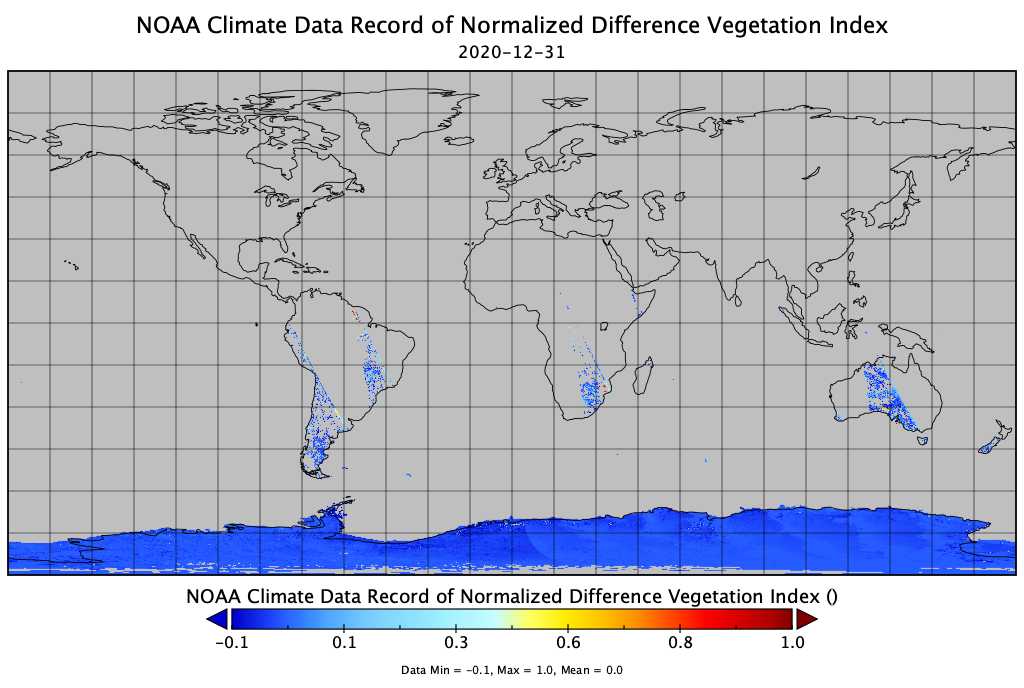 NOAA Climate Data Record of Normalized Difference Vegetation Index
2020-12-31
NOAA Climate Data Record of Normalized Difference Vegetation Index ()
-0.1 0.1 0.3 0.6 0.8 1.0
Data Min = -0.1, Max = 1.0, Mean = 0.0